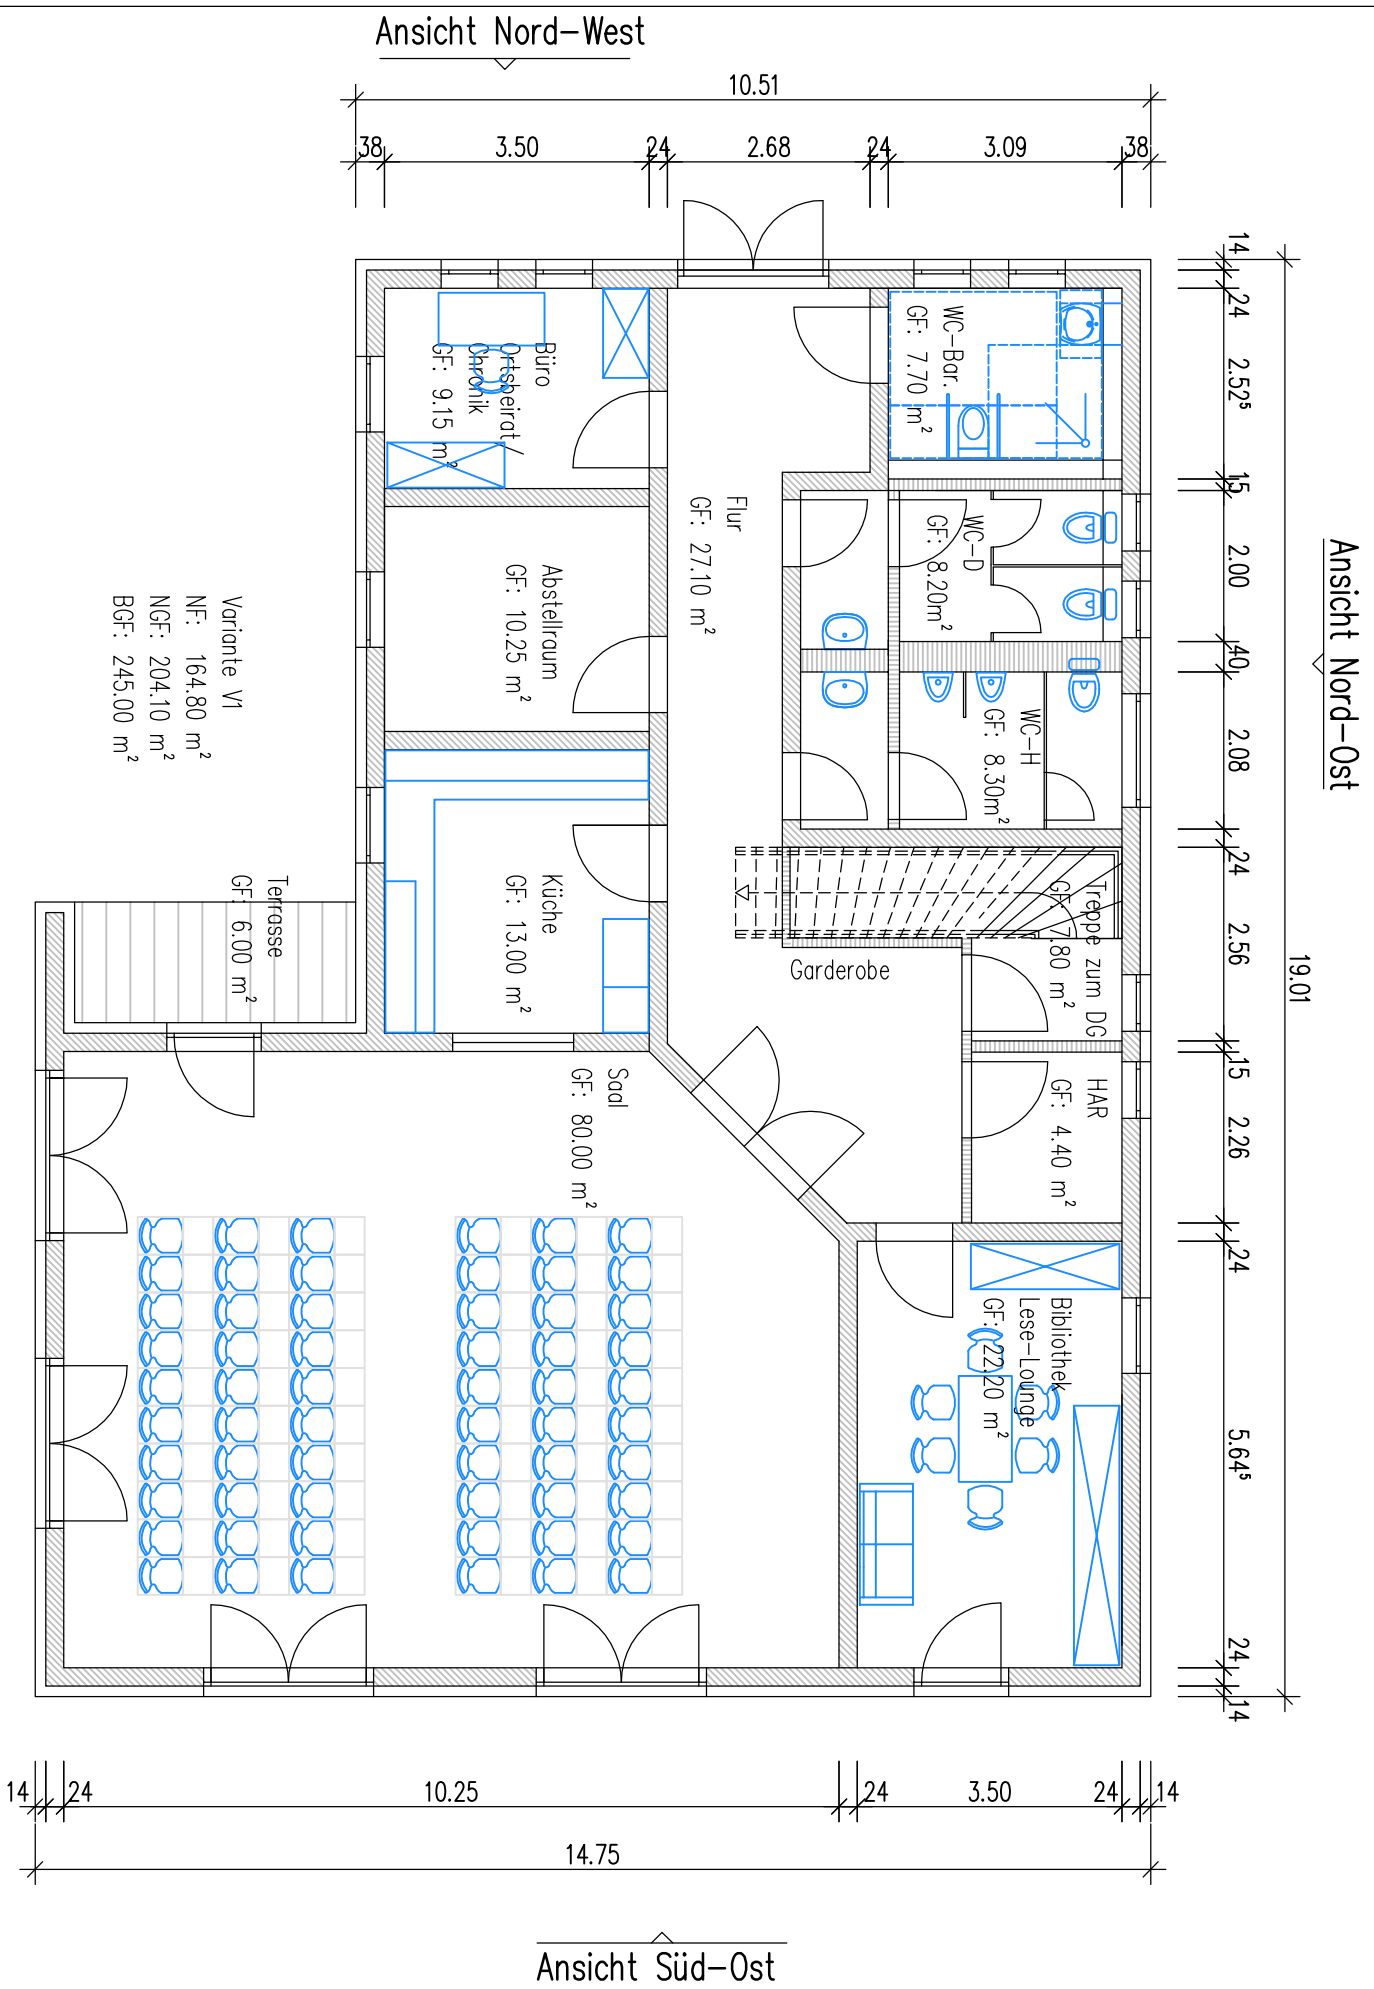 Ansicht Nord-West
10.51
38
3.50
24
2.68
24
3.09
38
14
24
2.52⁵
15
2.00
40
2.08
24
2.56
15
2.26
24
5.64⁵
24
14
19.01
Ansicht Nord-Ost
WC-Bar.
GF: 7.70 m²
Büro
Ortsbeirat/
Chronik
GF: 9.15 m²
Flur
GF: 27.10 m²
WC-D
GF: 8.20m²
Abstellraum
GF: 10.25 m²
WC-H
GF: 8.30m²
Variante V1
NF: 164.80 m²
NGF: 204.10 m²
BGF: 245.00 m²
Küche
GF: 13.00 m²
Terrasse
GF: 6.00 m²
Treppe zum DG
GF: 7.80 m²
Garderobe
HAR
GF: 4.40 m²
Saal
GF: 80.00 m²
Bibliothek
Lese-Lounge
GF: 22.20 m²
14
24
10.25
24
3.50
24
14
14.75
Ansicht Süd-Ost